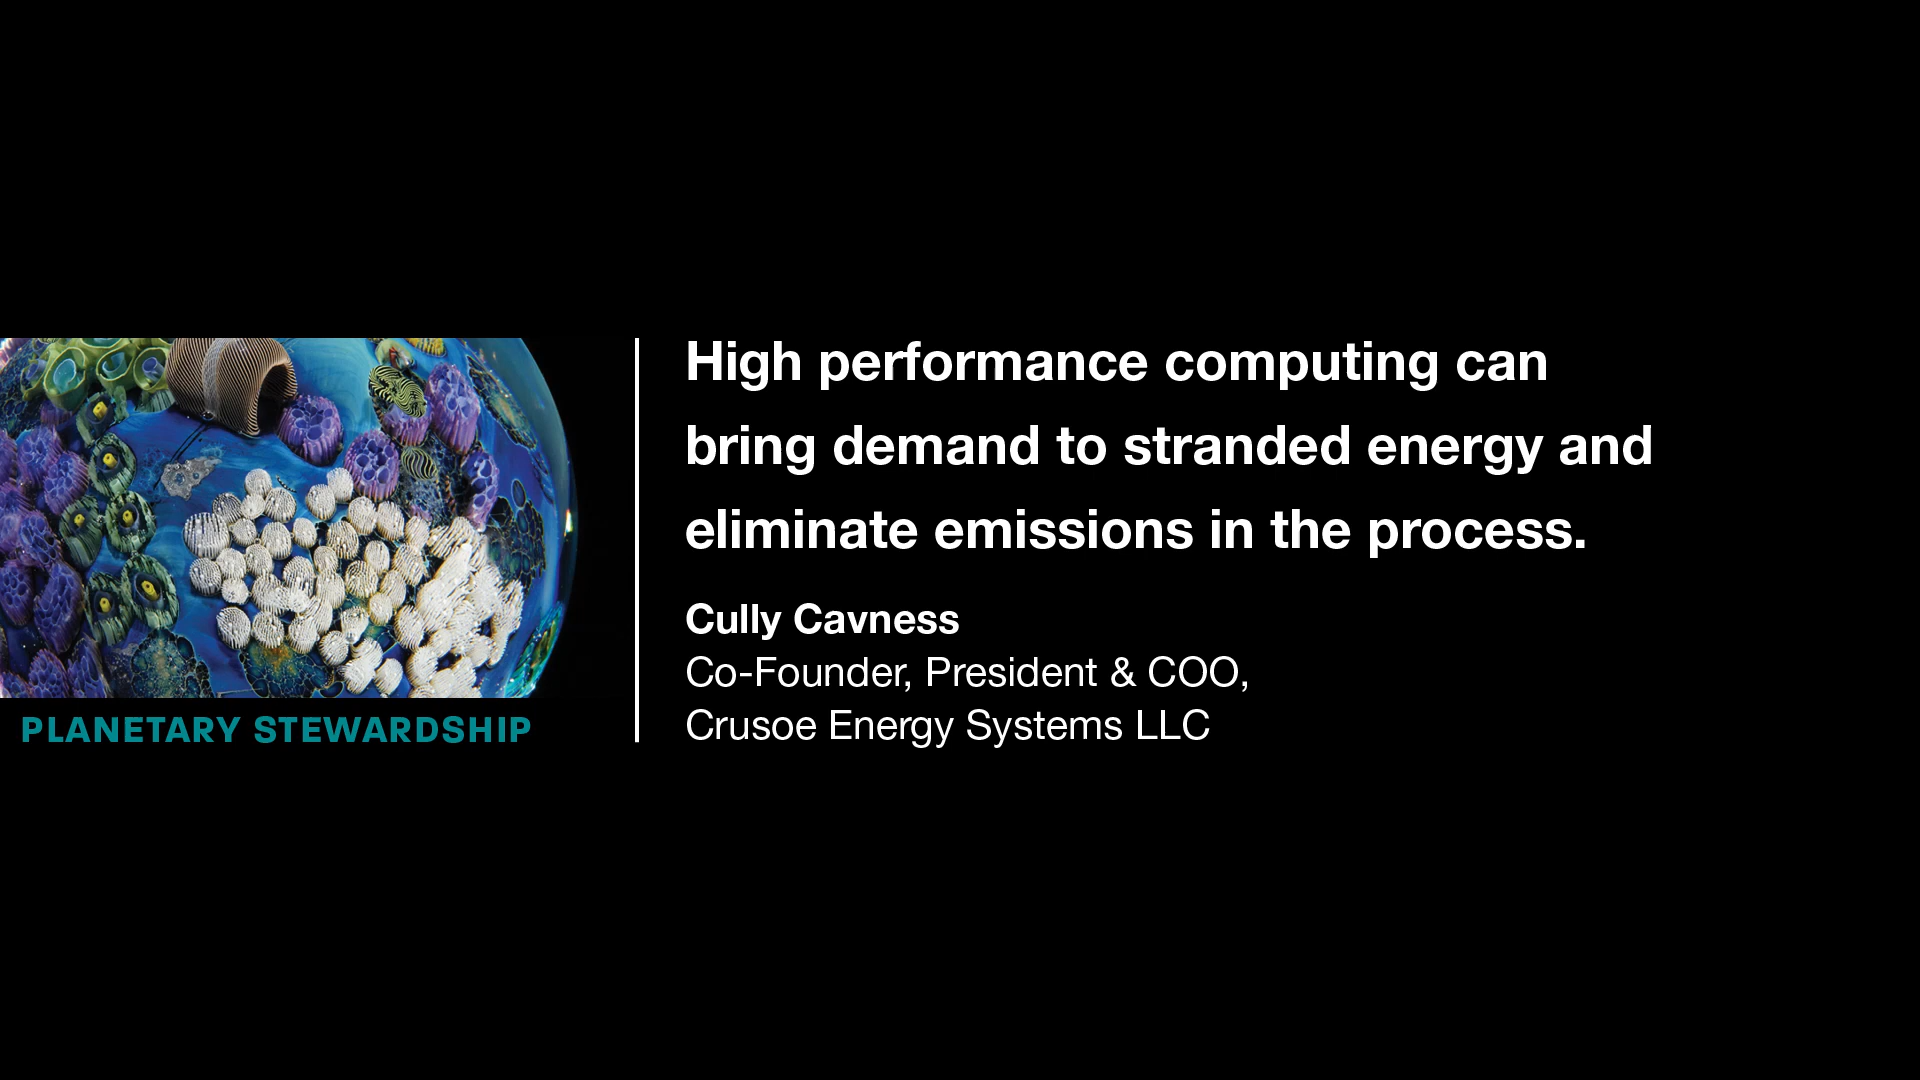 High performance computing can
bring demand to stranded energy and
eliminate emissions in the process.
Cully Cavness
Co-Founder, President & COO,
Crusoe Energy Systems LLC
PLANETARY STEWARDSHIP